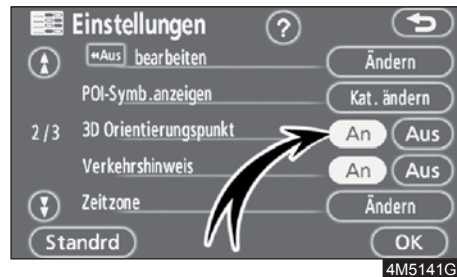 Einstellungen ?
«Aus bearbeiten Ändern
POI-Symb.anzeigen Kat. ändern
2/3 3D Orientierungspunkt An Aus
Verkehrshinweis An Aus
Zeitzone Ändern
Standrd OK
4M5141G